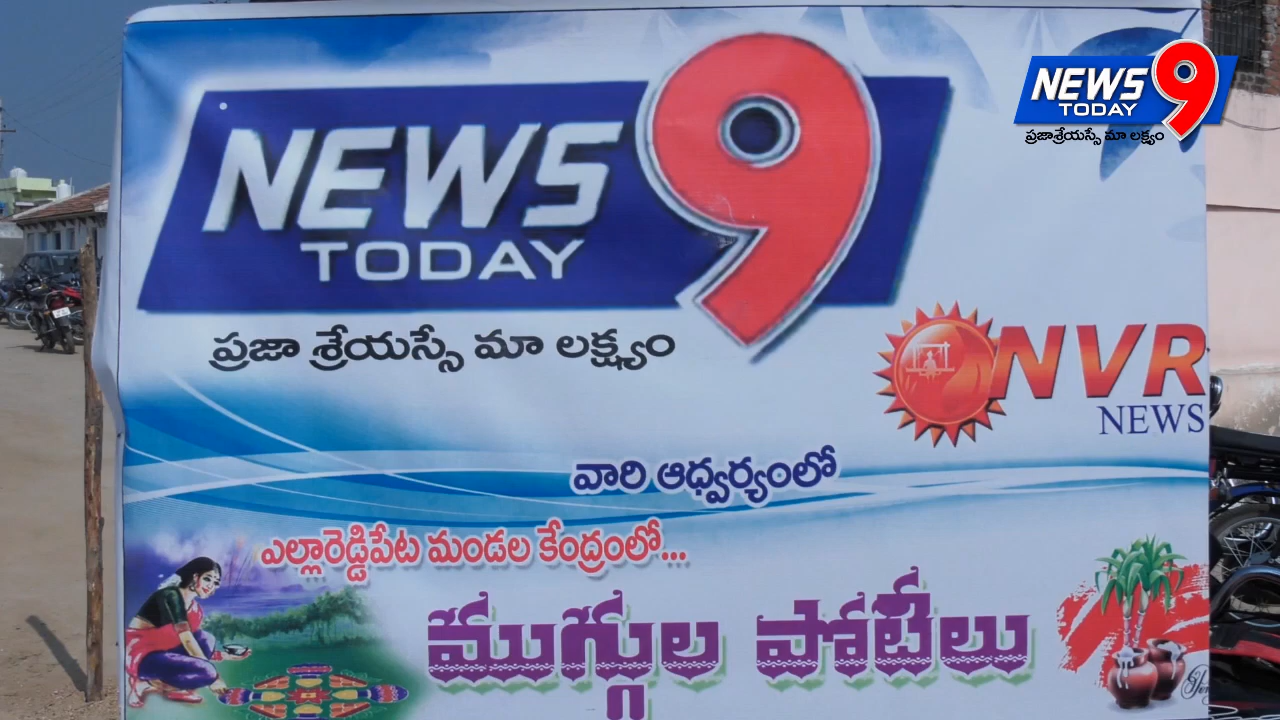 NEWS 9
TODAY
ప్రజాశ్రేయస్సే మా లక్ష్యం
NEWS 9
TODAY
ప్రజా శ్రేయస్సే మా లక్ష్యం
NVR
NEWS
వారి ఆధ్వర్యంలో
ఎల్లారెడ్డిపేట మండల కేంద్రంలో...
ముగ్గుల పోటీలు